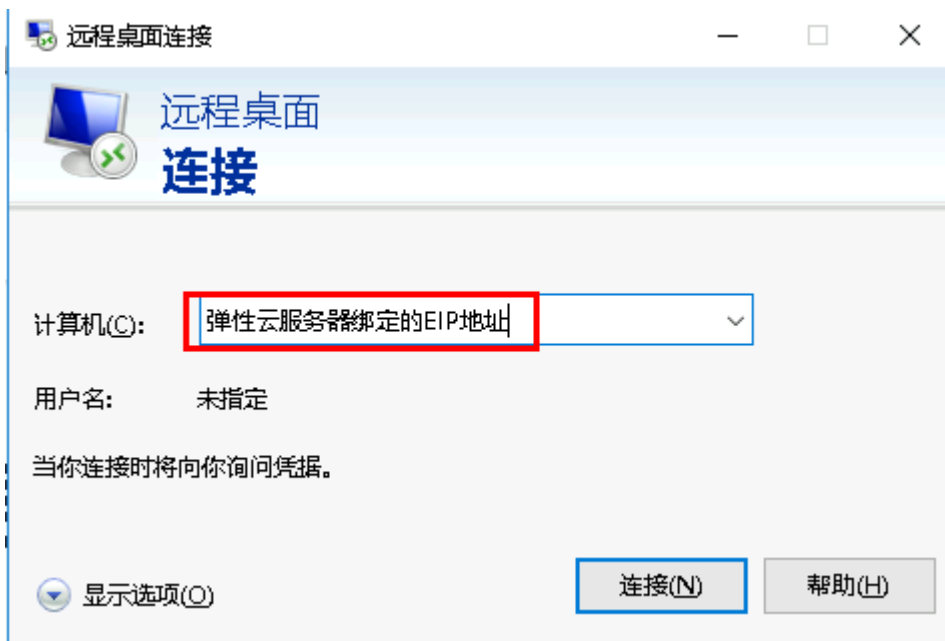 远程桌面连接
远程桌面
连接
计算机(C):
弹性云服务器绑定的EIP地址
用户名:
未指定
当你连接时将向你询问凭据。
显示选项(O)
连接(N)
帮助(H)